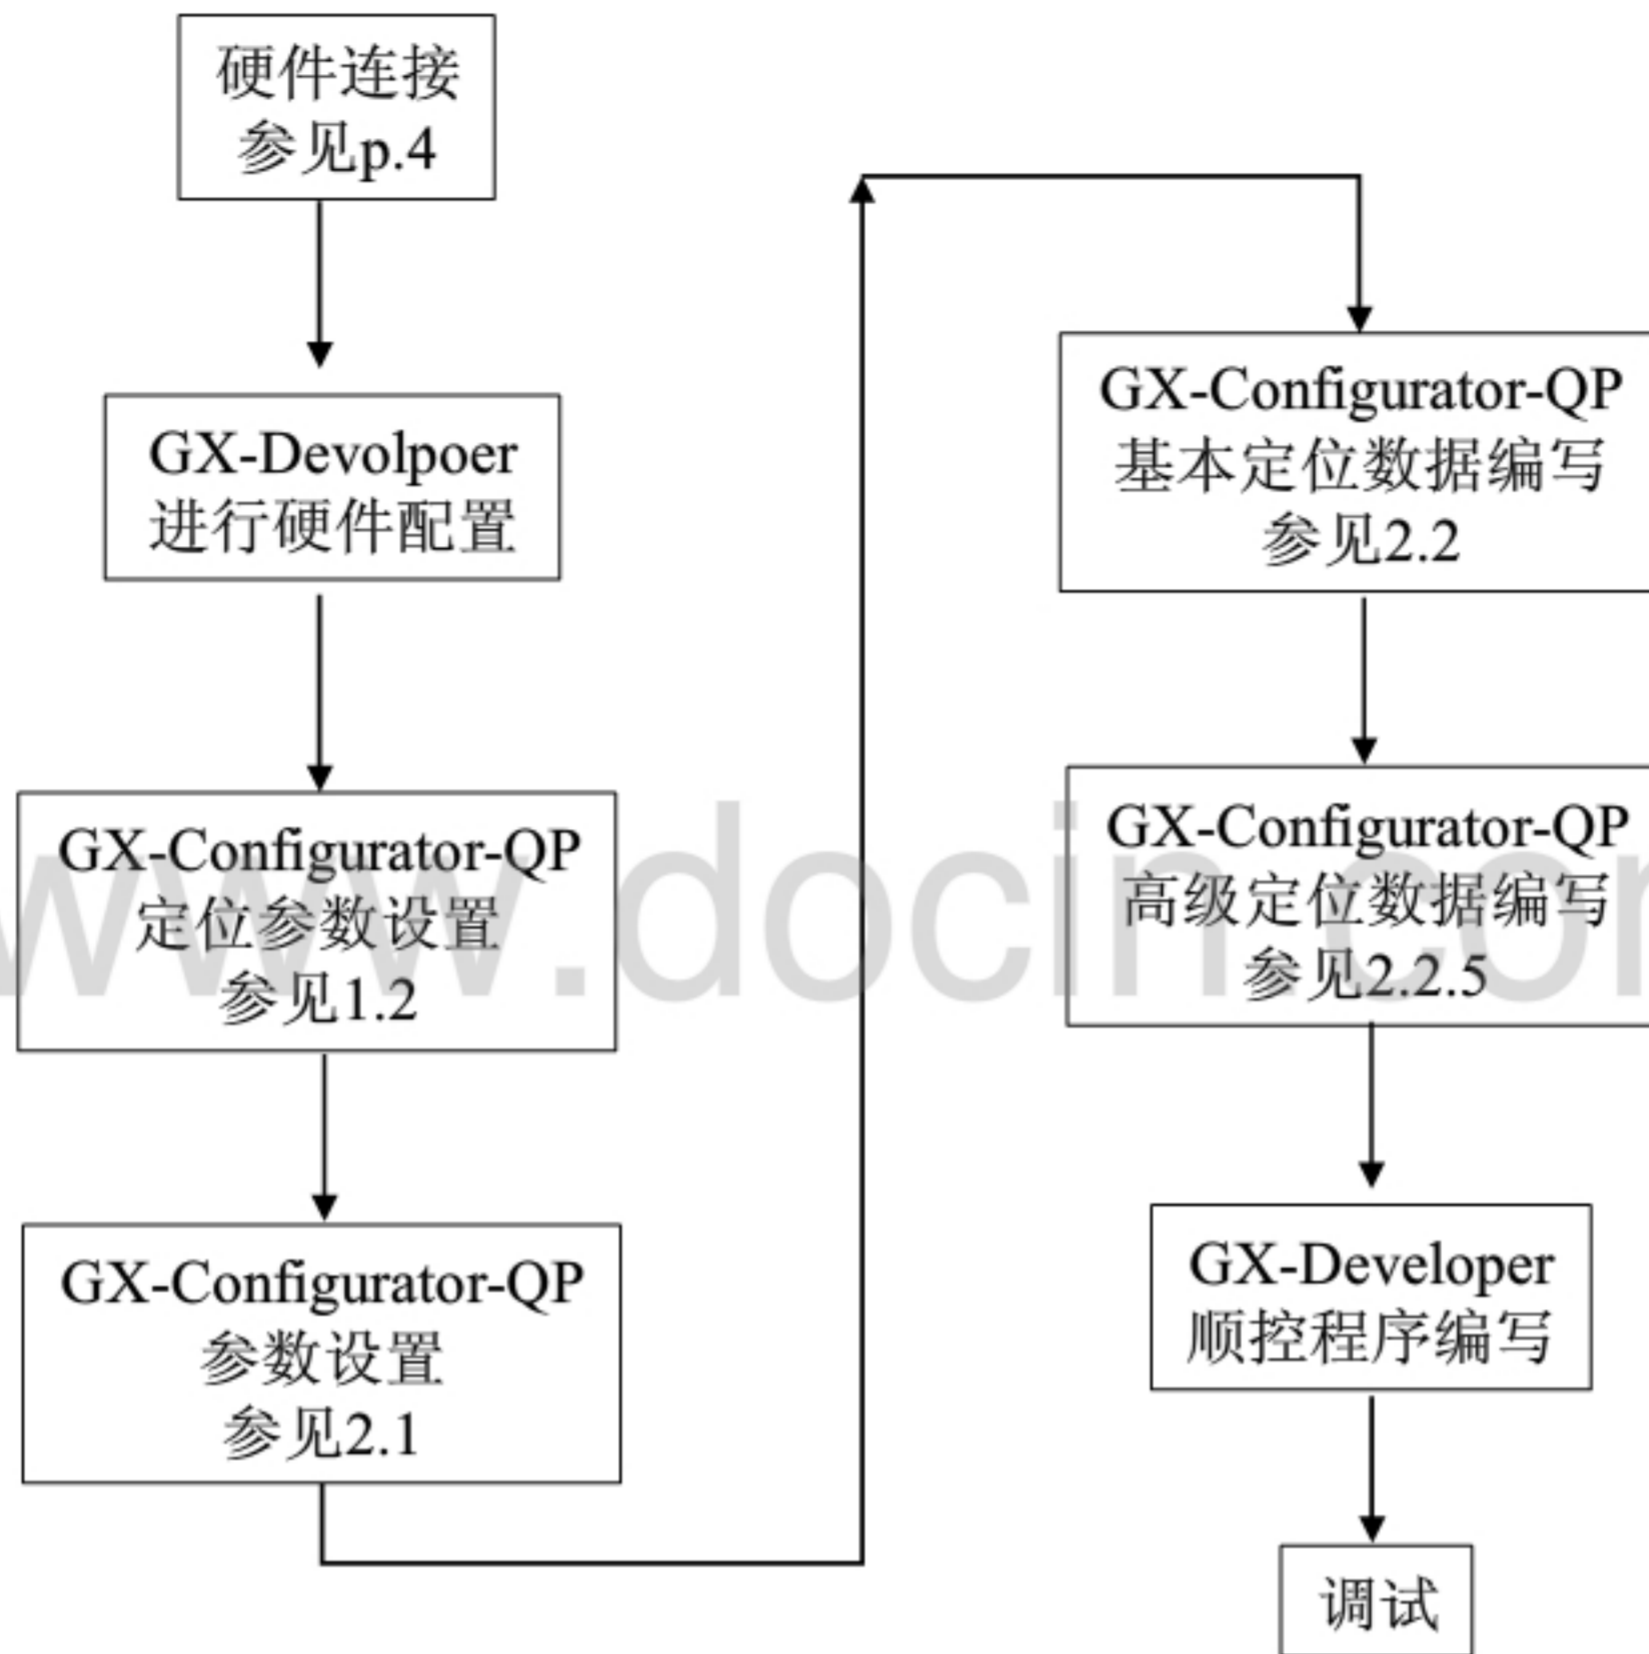 硬件连接
参见p.4
GX-Devolpoer
进行硬件配置
GX-Configurator-QP
定位参数设置
参见1.2
GX-Configurator-QP
参数设置
参见2.1
GX-Configurator-QP
基本定位数据编写
参见2.2
GX-Configurator-QP
高级定位数据编写
参见2.2.5
GX-Developer
顺控程序编写
调试
www.docin.com